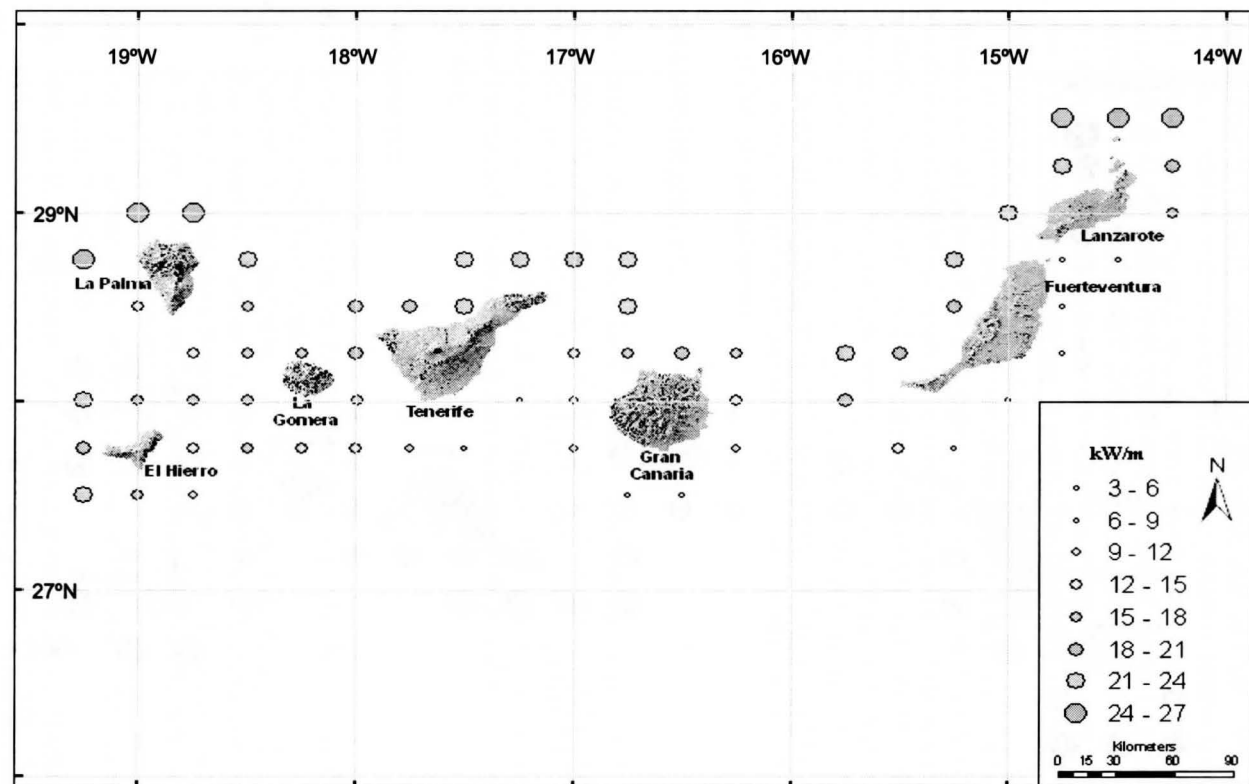 19ºW 18ºW 17ºW 16ºW 15ºW 14ºW
29ºN
Lanzarote
La Palma
Fuerteventura
La
Gomera
Tenerife
El Hierro
Gran
Canaria
27ºN
kW/m
N
3 - 6
6 - 9
9 - 12
12 - 15
15 - 18
18 - 21
21 - 24
24 - 27
Kilometers
0 15 30 60 90